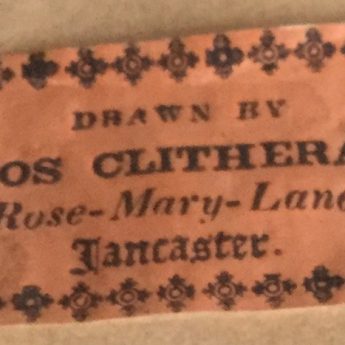 DRAWN BY
OS CLITHERA
Rose-Mary-Lane
Lancaster.